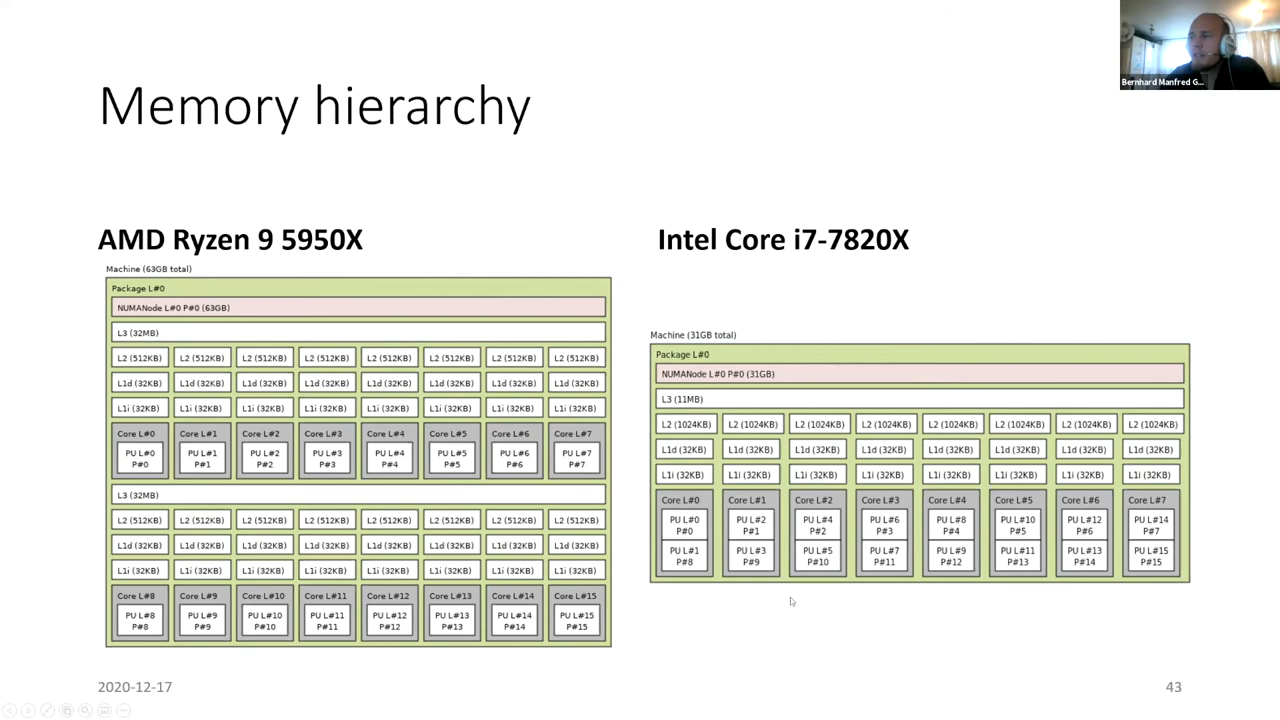 Bernhard Manfred G...
Memory hierarchy
AMD Ryzen 9 5950X
Machine (63GB total)
Package L#0
NUMANode L#0 P#0 (63GB)
L3 (32MB)
L2 (512KB) L2 (512KB) L2 (512KB) L2 (512KB) L2 (512KB) L2 (512KB) L2 (512KB) L2 (512KB)
L1d (32KB) L1d (32KB) L1d (32KB) L1d (32KB) L1d (32KB) L1d (32KB) L1d (32KB) L1d (32KB)
L1i (32KB) L1i (32KB) L1i (32KB) L1i (32KB) L1i (32KB) L1i (32KB) L1i (32KB) L1i (32KB)
Core L#0 Core L#1 Core L#2 Core L#3 Core L#4 Core L#5 Core L#6 Core L#7
PU L#0 PU L#1 PU L#2 PU L#3 PU L#4 PU L#5 PU L#6 PU L#7
P#0 P#1 P#2 P#3 P#4 P#5 P#6 P#7
L3 (32MB)
L2 (512KB) L2 (512KB) L2 (512KB) L2 (512KB) L2 (512KB) L2 (512KB) L2 (512KB) L2 (512KB)
L1d (32KB) L1d (32KB) L1d (32KB) L1d (32KB) L1d (32KB) L1d (32KB) L1d (32KB) L1d (32KB)
L1i (32KB) L1i (32KB) L1i (32KB) L1i (32KB) L1i (32KB) L1i (32KB) L1i (32KB) L1i (32KB)
Core L#8 Core L#9 Core L#10 Core L#11 Core L#12 Core L#13 Core L#14 Core L#15
PU L#8 PU L#9 PU L#10 PU L#11 PU L#12 PU L#13 PU L#14 PU L#15
P#8 P#9 P#10 P#11 P#12 P#13 P#14 P#15
Intel Core i7-7820X
Machine (31GB total)
Package L#0
NUMANode L#0 P#0 (31GB)
L3 (11MB)
L2 (1024KB) L2 (1024KB) L2 (1024KB) L2 (1024KB) L2 (1024KB) L2 (1024KB) L2 (1024KB) L2 (1024KB)
L1d (32KB) L1d (32KB) L1d (32KB) L1d (32KB) L1d (32KB) L1d (32KB) L1d (32KB) L1d (32KB)
L1i (32KB) L1i (32KB) L1i (32KB) L1i (32KB) L1i (32KB) L1i (32KB) L1i (32KB) L1i (32KB)
Core L#0 Core L#1 Core L#2 Core L#3 Core L#4 Core L#5 Core L#6 Core L#7
PU L#0 PU L#2 PU L#4 PU L#6 PU L#8 PU L#10 PU L#12 PU L#14
P#0 P#1 P#2 P#3 P#4 P#5 P#6 P#7
PU L#1 PU L#3 PU L#5 PU L#7 PU L#9 PU L#11 PU L#13 PU L#15
P#8 P#9 P#10 P#11 P#12 P#13 P#14 P#15
2020-12-17
43